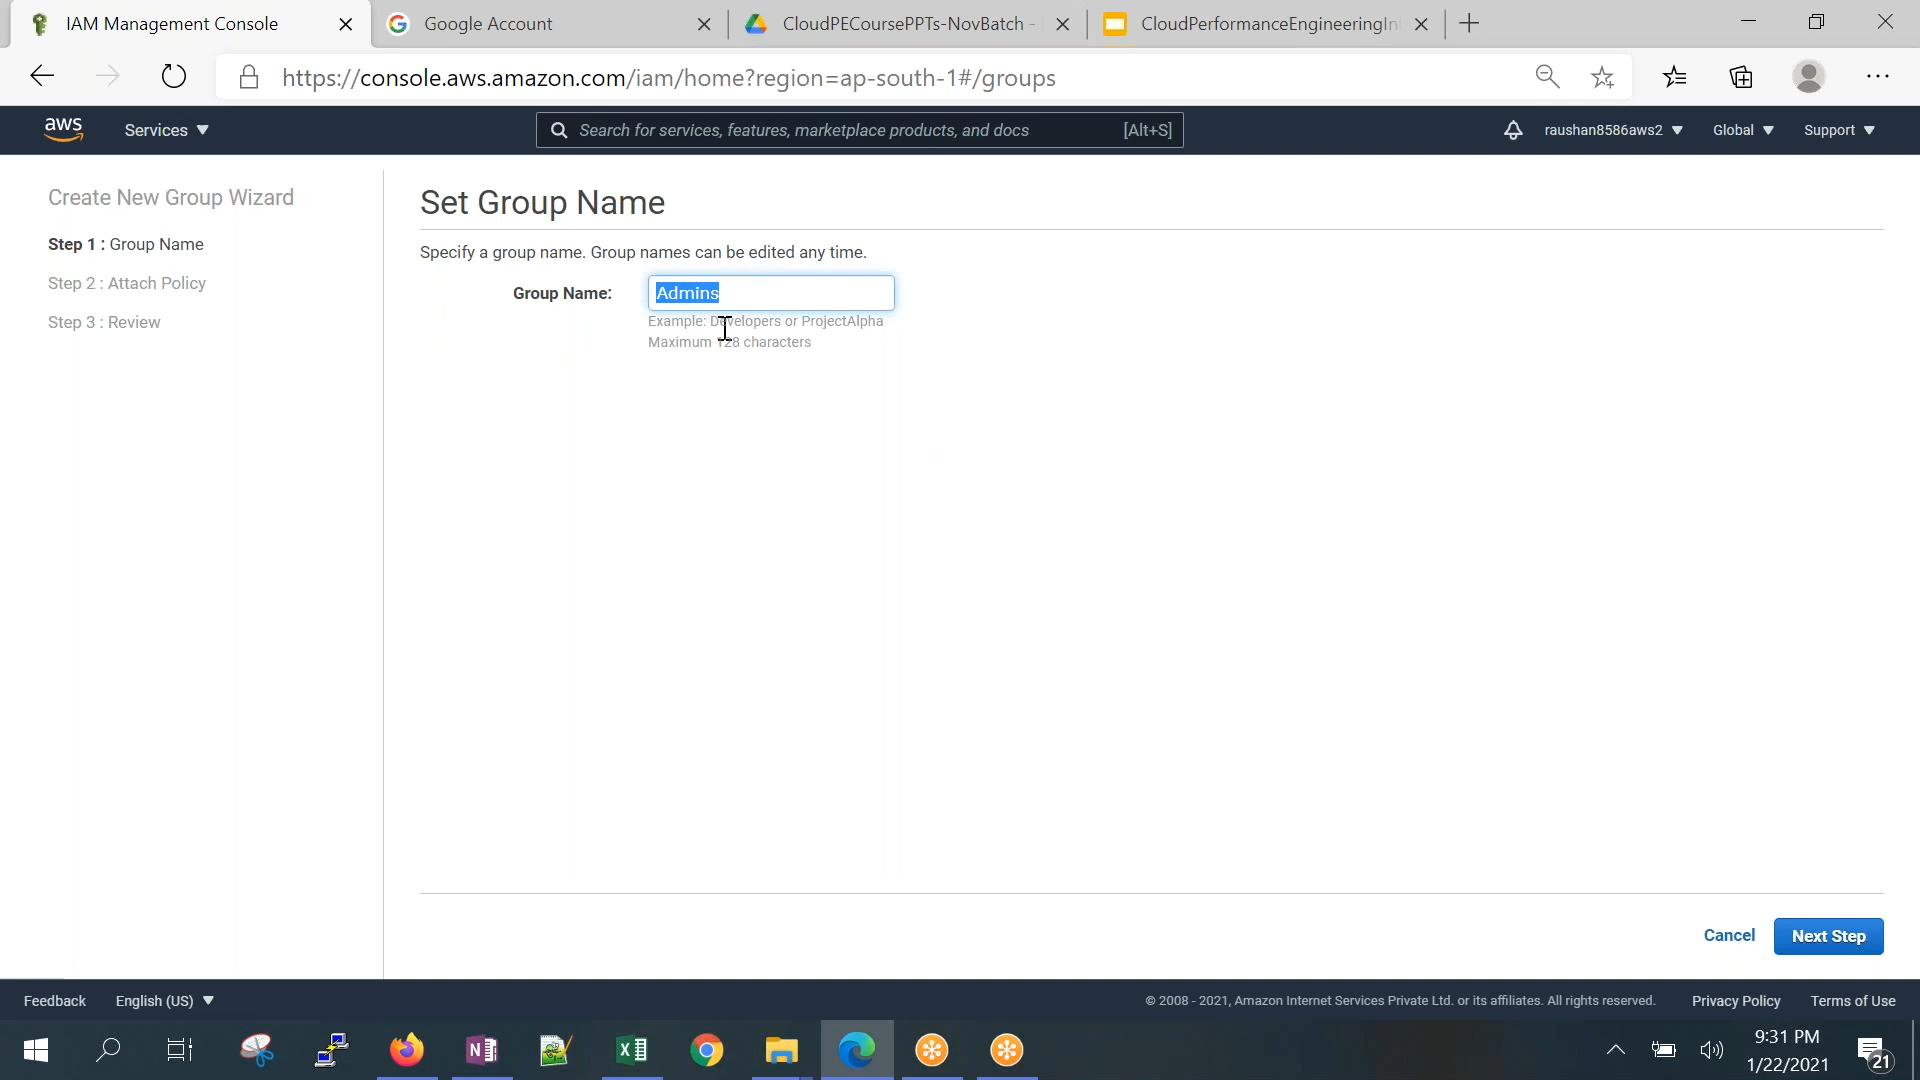 IAM Management Console
Google Account
CloudPECoursePPTs-NovBatch -
CloudPerformanceEngineeringIn
https://console.aws.amazon.com/iam/home?region=ap-south-1#/groups
aws
Services
Search for services, features, marketplace products, and docs
[Alt+S]
raushan8586aws2
Global
Support
Create New Group Wizard
Step 1 : Group Name
Step 2 : Attach Policy
Step 3 : Review
Set Group Name
Specify a group name. Group names can be edited any time.
Group Name:
Admins
Example: Developers or ProjectAlpha
Maximum 128 characters
Cancel
Next Step
Feedback
English (US)
© 2008 - 2021, Amazon Internet Services Private Ltd. or its affiliates. All rights reserved.
Privacy Policy
Terms of Use
9:31 PM
1/22/2021
21